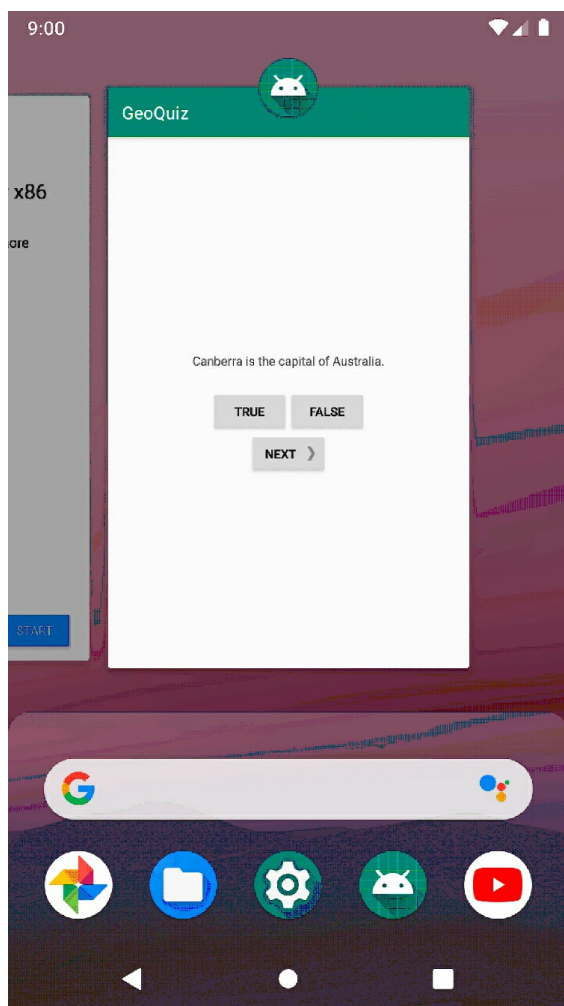 9:00
GeoQuiz
x86
ore
Canberra is the capital of Australia.
TRUE FALSE
NEXT
START